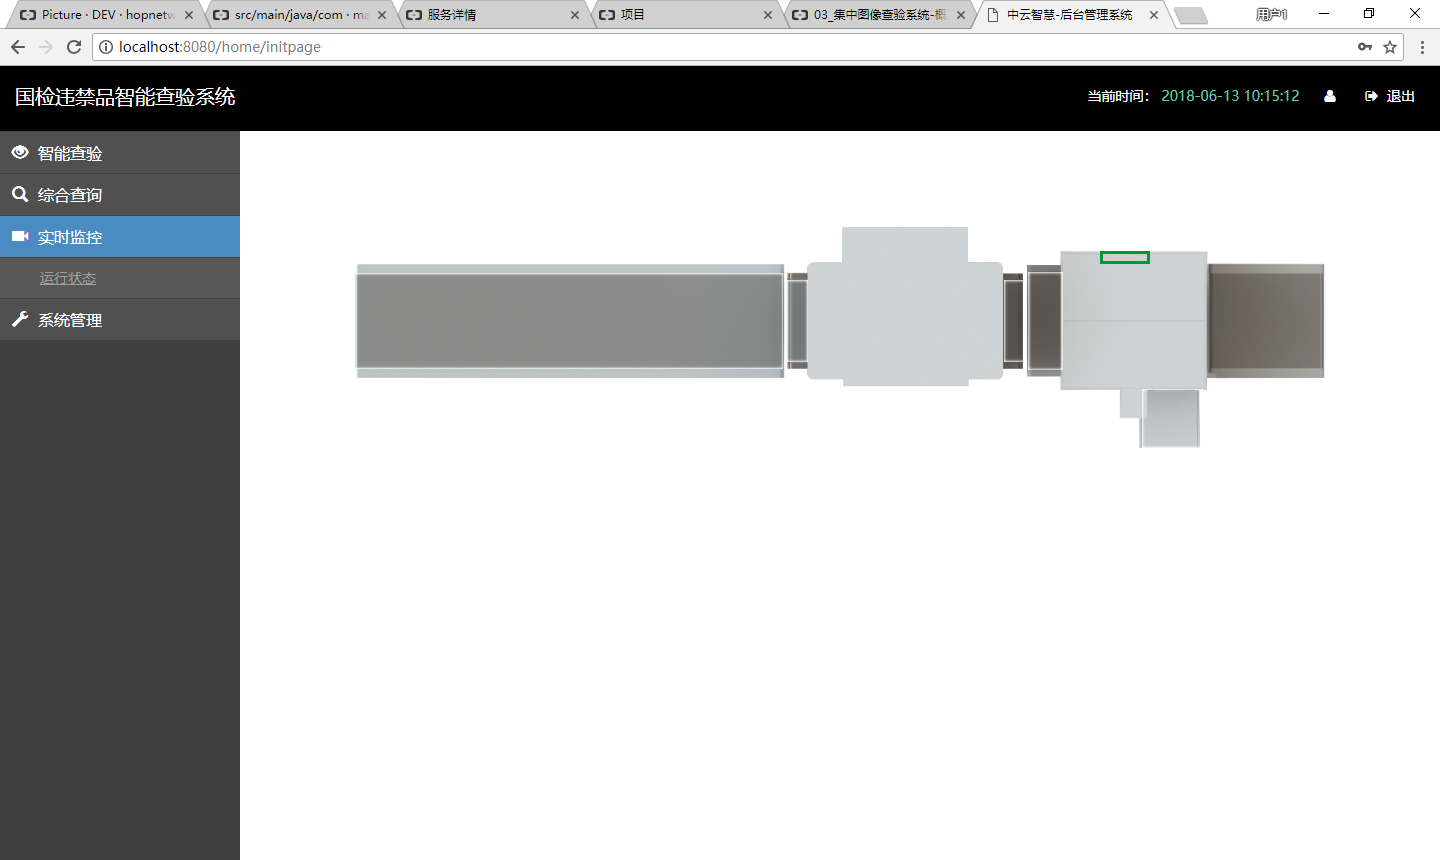 Picture · DEV · hopnetw
src/main/java/com · ma
服务详情
项目
03_集中图像查验系统-概
中云智慧-后台管理系统
用户1
localhost:8080/home/initpage
国检违禁品智能查验系统
当前时间： 2018-06-13 10:15:12
退出
智能查验
综合查询
实时监控
运行状态
系统管理